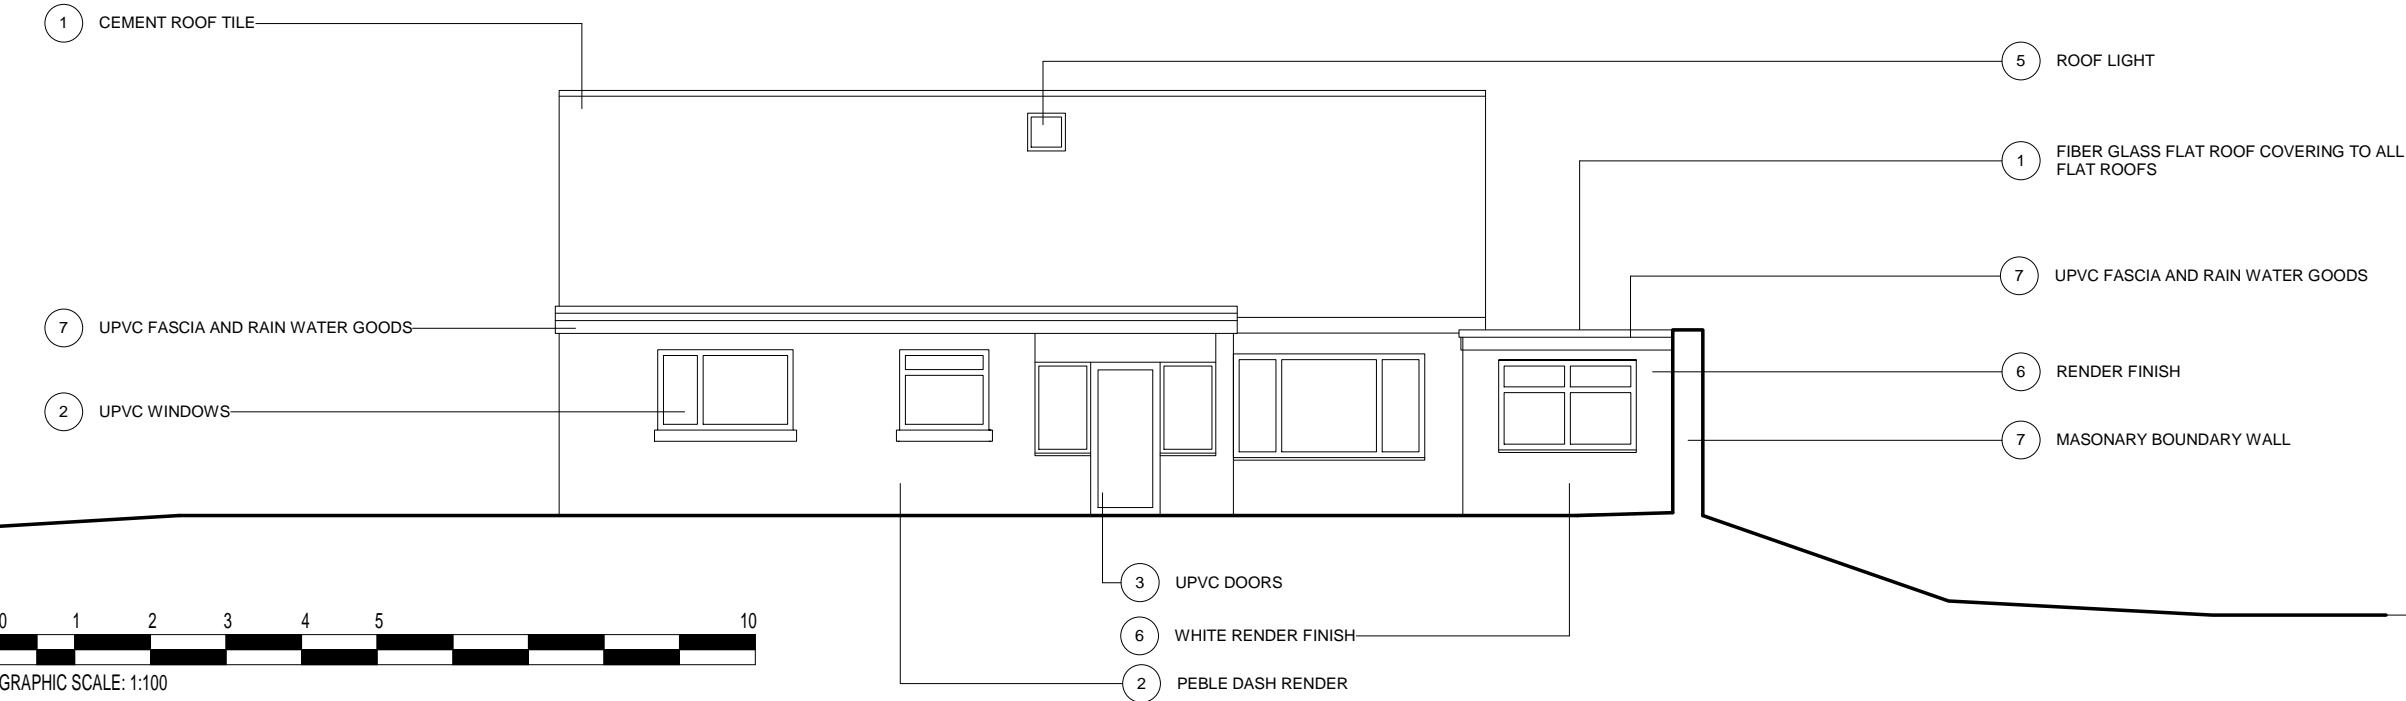 1 CEMENT ROOF TILE
5 ROOF LIGHT
1 FIBER GLASS FLAT ROOF COVERING TO ALL
FLAT ROOFS
7 UPVC FASCIA AND RAIN WATER GOODS
7 UPVC FASCIA AND RAIN WATER GOODS
6 RENDER FINISH
2 UPVC WINDOWS
7 MASONARY BOUNDARY WALL
3 UPVC DOORS
0 1 2 3 4 5 10
6 WHITE RENDER FINISH
GRAPHIC SCALE: 1:100
2 PEBLE DASH RENDER